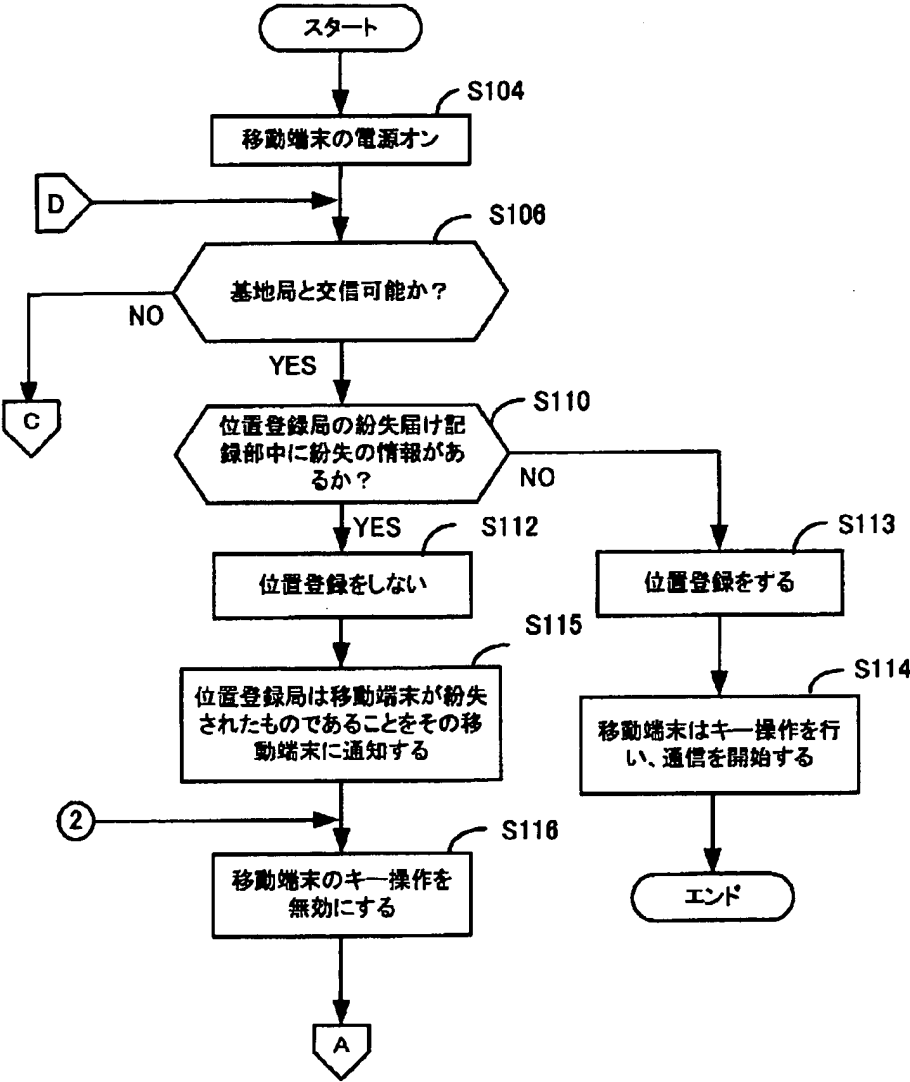 スタート
S104
移動端末の電源オン
D
S106
基地局と交信可能か？
NO
YES
C
S110
位置登録局の紛失届け記
録部中に紛失の情報があ
るか？
NO
YES
S112
位置登録をしない
S113
位置登録をする
S115
位置登録局は移動端末が紛失
されたものであることをその移
動端末に通知する
S114
移動端末はキー操作を行
い、通信を開始する
2
S116
移動端末のキー操作を
無効にする
エンド
A